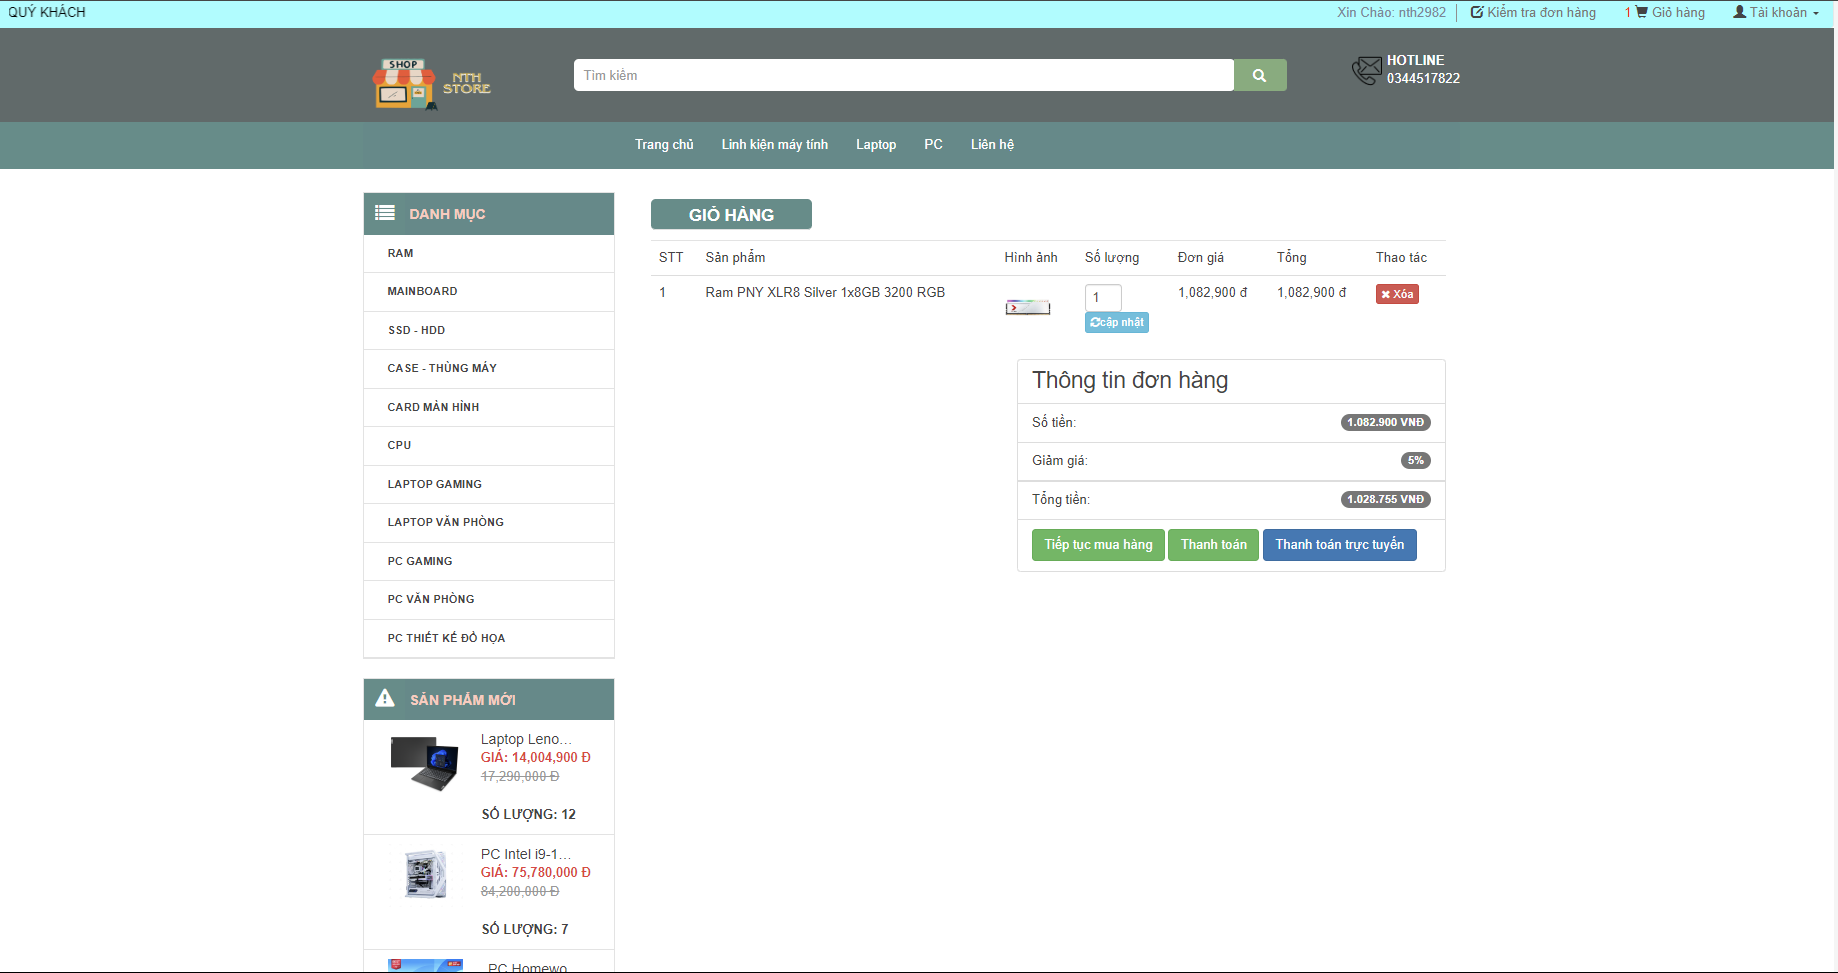 QUÝ KHÁCH
Xin Chào: nth2982 Kiểm tra đơn hàng 1 Giỏ hàng Tài khoản
SHOP
NTH
STORE
Tìm kiếm
HOTLINE
0344517822
Trang chủ Linh kiện máy tính Laptop PC Liên hệ
DANH MỤC
RAM
MAINBOARD
SSD - HDD
CASE - THÙNG MÁY
CARD MÀN HÌNH
CPU
LAPTOP GAMING
LAPTOP VĂN PHÒNG
PC GAMING
PC VĂN PHÒNG
PC THIẾT KẾ ĐỒ HỌA
SẢN PHẨM MỚI
Laptop Leno...
GIÁ: 14,004,900 Đ
17,290,000 Đ
SỐ LƯỢNG: 12
PC Intel i9-1...
GIÁ: 75,780,000 Đ
84,200,000 Đ
SỐ LƯỢNG: 7
PC Homewo
GIỎ HÀNG
STT Sản phẩm Hình ảnh Số lượng Đơn giá Tổng Thao tác
1 Ram PNY XLR8 Silver 1x8GB 3200 RGB 1 1,082,900 đ 1,082,900 đ Xóa
cập nhật
Thông tin đơn hàng
Số tiền: 1.082.900 VNĐ
Giảm giá: 5%
Tổng tiền: 1.028.755 VNĐ
Tiếp tục mua hàng Thanh toán Thanh toán trực tuyến